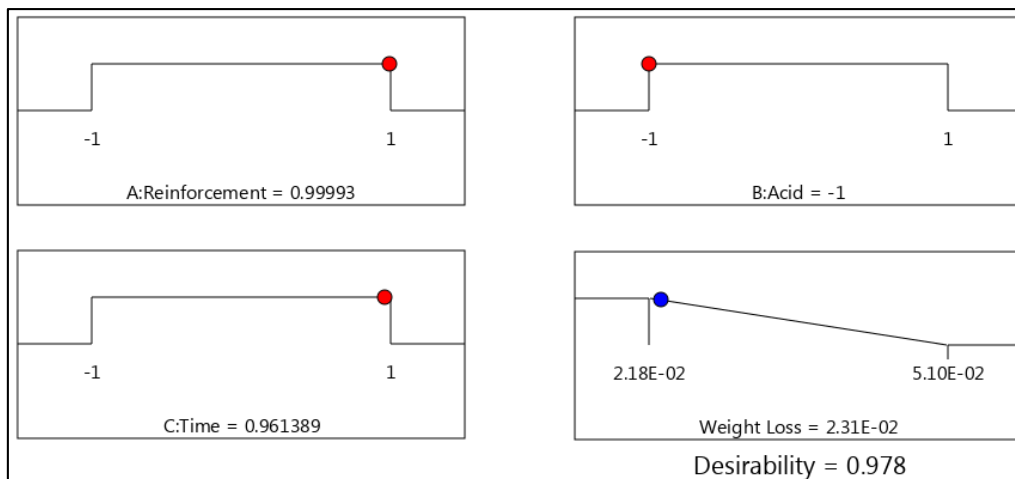 -1 1
A:Reinforcement = 0.99993
-1 1
B:Acid = -1
-1 1
C:Time = 0.961389
2.18E-02 5.10E-02
Weight Loss = 2.31E-02
Desirability = 0.978